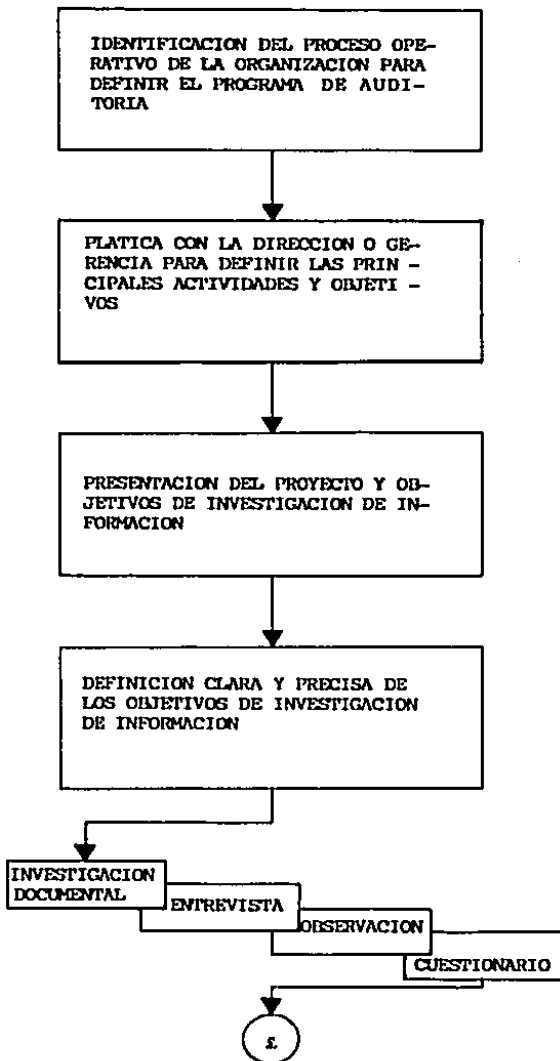 IDENTIFICACION DEL PROCESO OPE-
RATIVO DE LA ORGANIZACION PARA
DEFINIR EL PROGRAMA DE AUDI-
TORIA
PLATICA CON LA DIRECCION O GE-
RENCIA PARA DEFINIR LAS PRIN -
CIPALES ACTIVIDADES Y OBJETI -
VOS
PRESENTACION DEL PROYECTO Y OB-
JETIVOS DE INVESTIGACION DE IN-
FORMACION
DEFINICION CLARA Y PRECISA DE
LOS OBJETIVOS DE INVESTIGACION
DE INFORMACION
INVESTIGACION
DOCUMENTAL
ENTREVISTA
OBSERVACION
CUESTIONARIO